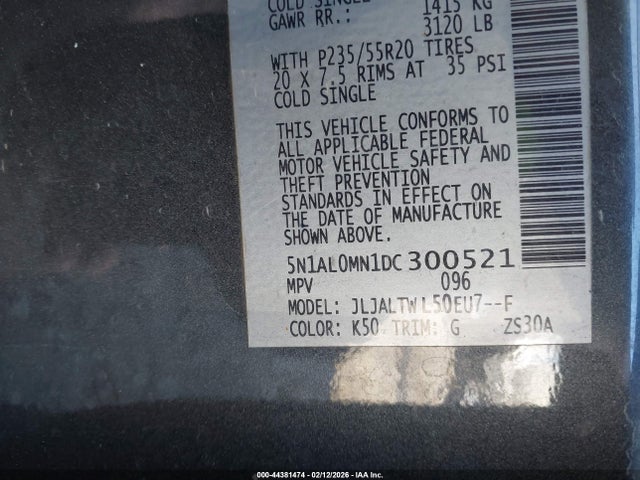 COLD SINGLE 1415 KG
GAWR RR.: 3120 LB
WITH P235/55R20 TIRES
20 X 7.5 RIMS AT 35 PSI
COLD SINGLE
THIS VEHICLE CONFORMS TO
ALL APPLICABLE FEDERAL
MOTOR VEHICLE SAFETY AND
THEFT PREVENTION
STANDARDS IN EFFECT ON
THE DATE OF MANUFACTURE
SHOWN ABOVE.
5N1AL0MN1DC300521
MPV 096
MODEL: JLJALTWL50EU7--F
COLOR: K50 TRIM: G ZS30A
000-44381474 - 02/12/2026 - IAA Inc.